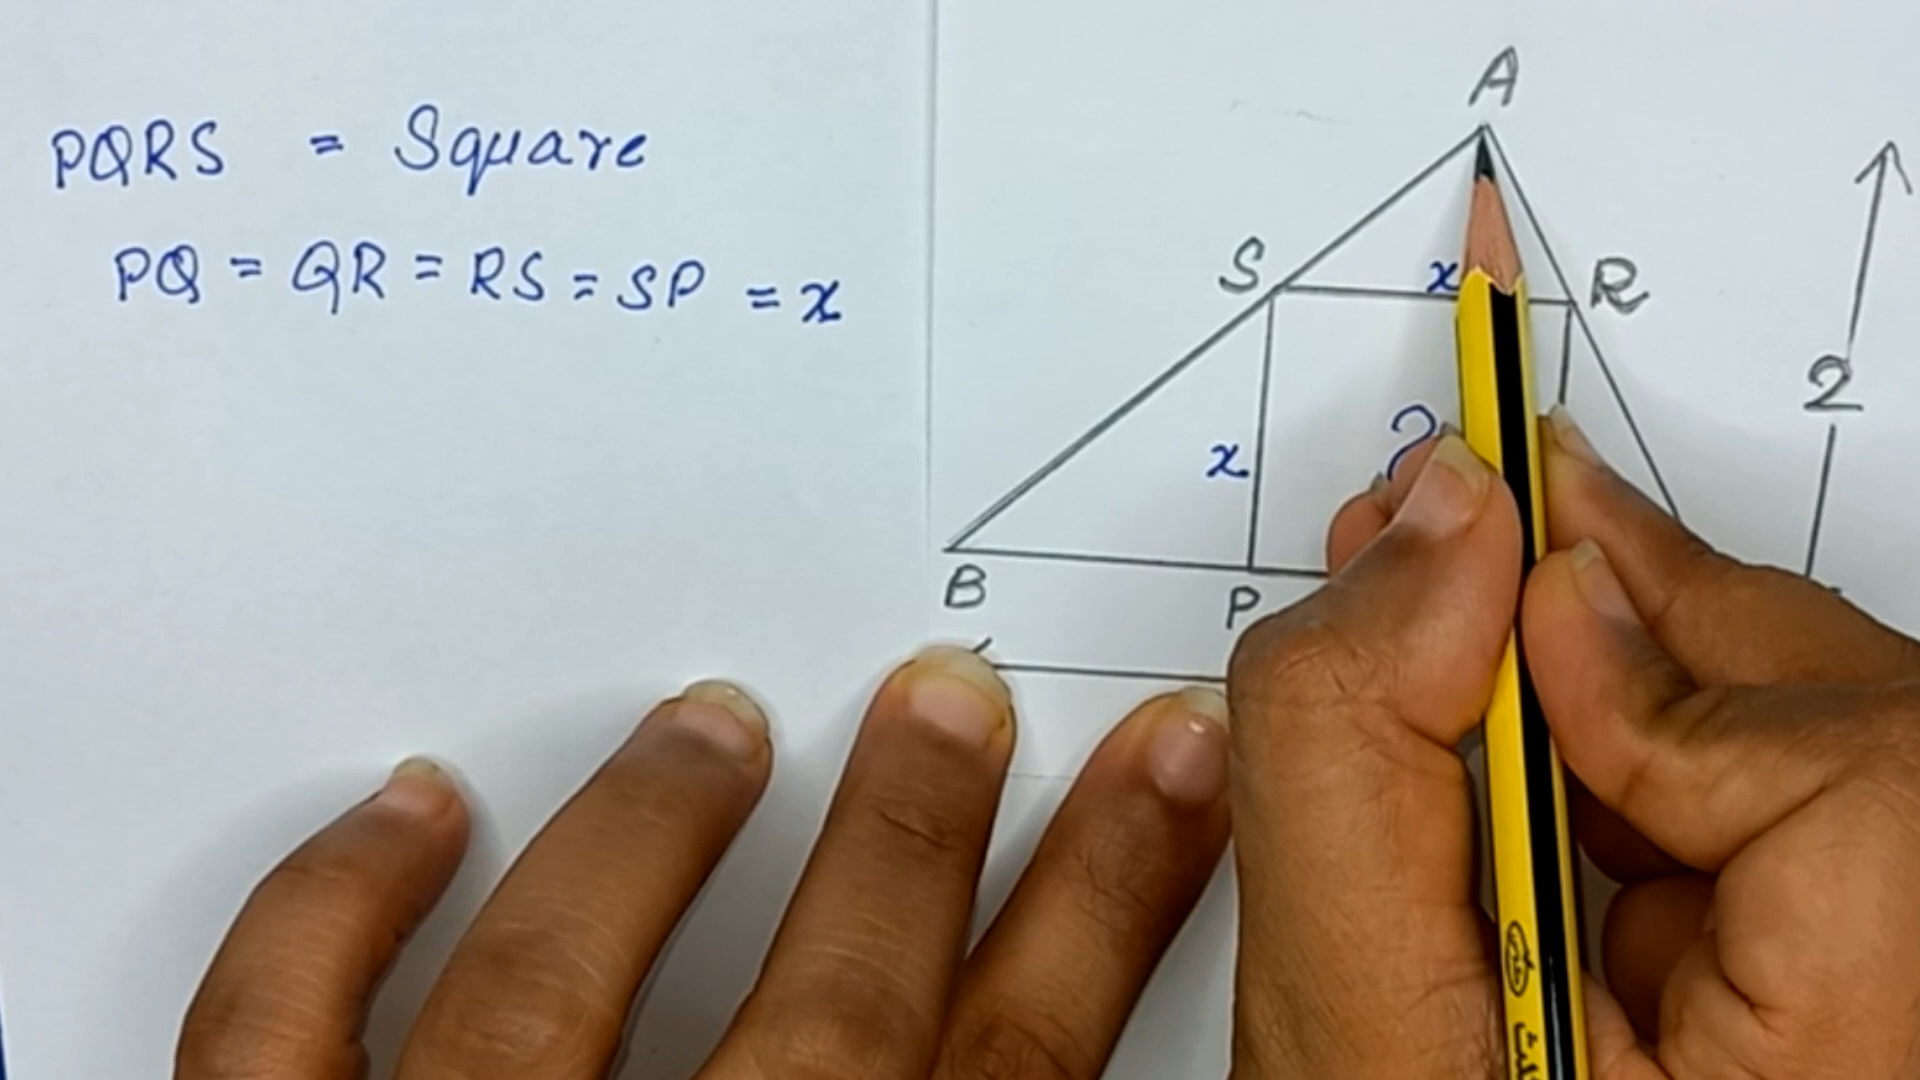 PQRS = Square
PQ = QR = RS = SP = x
A
S
x
R
2
?
x
B
P